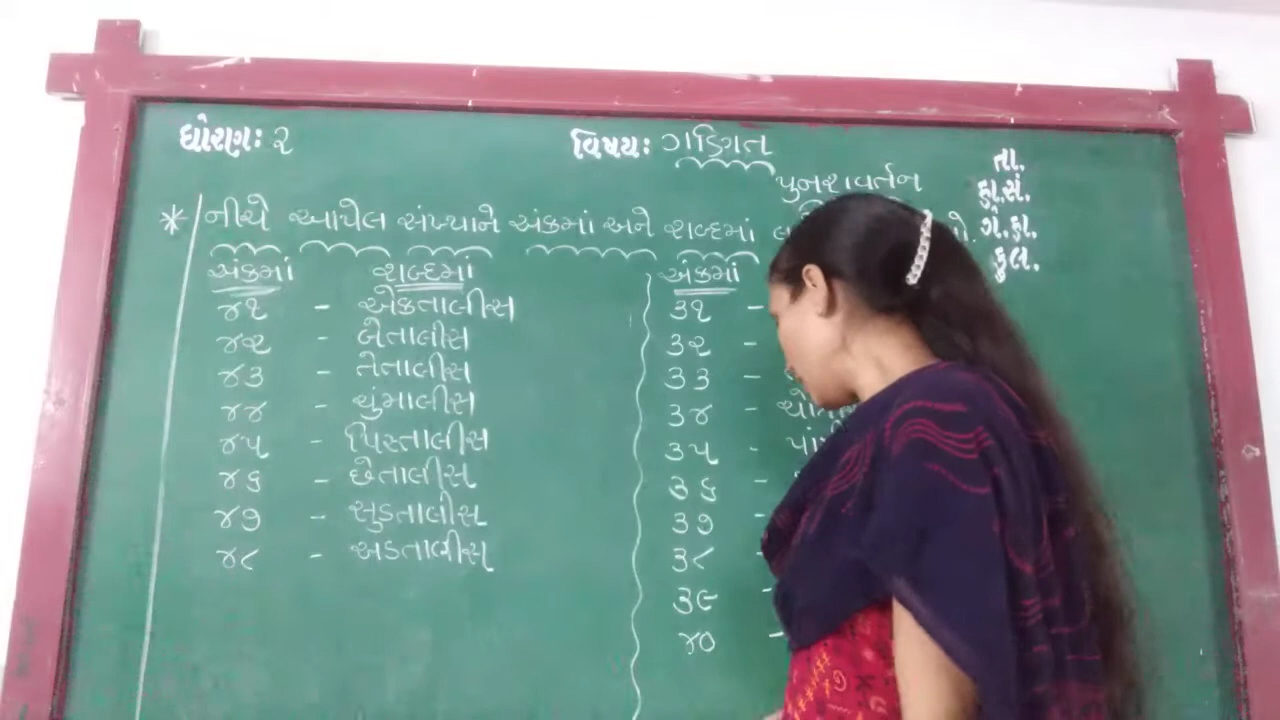 ધોરણઃ ૨
વિષયઃ ગણિત
પુનરાવર્તન
તા.
હા.સં.
ગે.હા.
કુલ.
* નીચે આપેલ સંખ્યાને અંકમાં અને શબ્દમાં
અંકમાં શબ્દમાં
૪૧ - એકતાલીસ
૪૨ - બેતાલીસ
૪૩ - તેતાલીસ
૪૪ - ચુંમાલીસ
૪૫ - પિસ્તાલીસ
૪૬ - છેતાલીસ
૪૭ - સુડતાલીસ
૪૮ - અડતાલીસ
અંકમાં
૩૧ -
૩૨ -
૩૩ -
૩૪ -
૩૫ -
૩૬ -
૩૭
૩૮ -
૩૯ -
૪૦ -